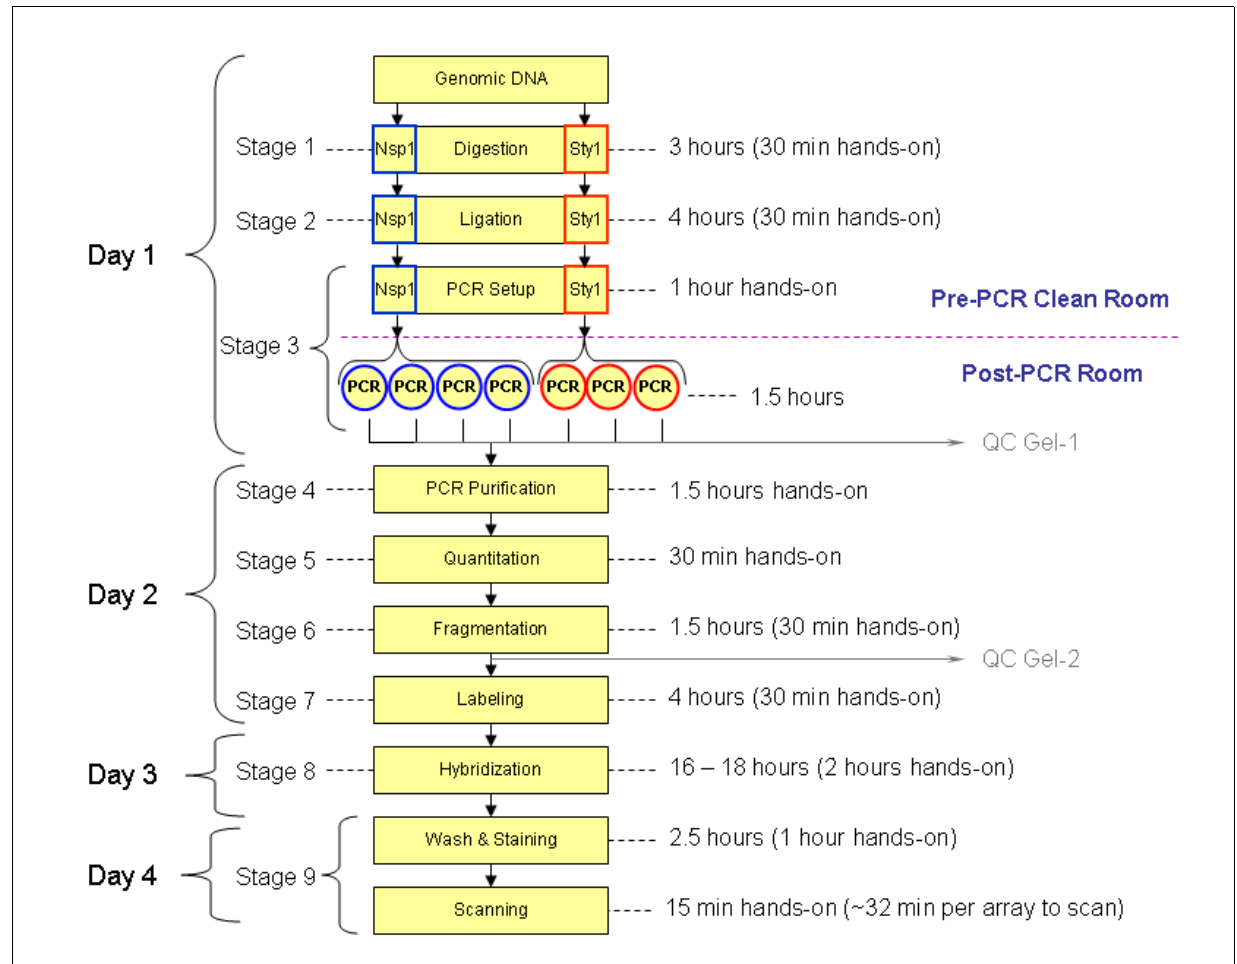 Genomic DNA
Stage 1 Nsp1 Digestion Sty1 3 hours (30 min hands-on)
Stage 2 Nsp1 Ligation Sty1 4 hours (30 min hands-on)
Day 1
Nsp1 PCR Setup Sty1 1 hour hands-on
Pre-PCR Clean Room
Stage 3
Post-PCR Room
PCR PCR PCR PCR PCR PCR PCR 1.5 hours
QC Gel-1
Stage 4 PCR Purification 1.5 hours hands-on
Stage 5 Quantitation 30 min hands-on
Day 2
Stage 6 Fragmentation 1.5 hours (30 min hands-on)
QC Gel-2
Stage 7 Labeling 4 hours (30 min hands-on)
Day 3 Stage 8 Hybridization 16 – 18 hours (2 hours hands-on)
Wash & Staining 2.5 hours (1 hour hands-on)
Day 4 Stage 9
Scanning 15 min hands-on (~32 min per array to scan)